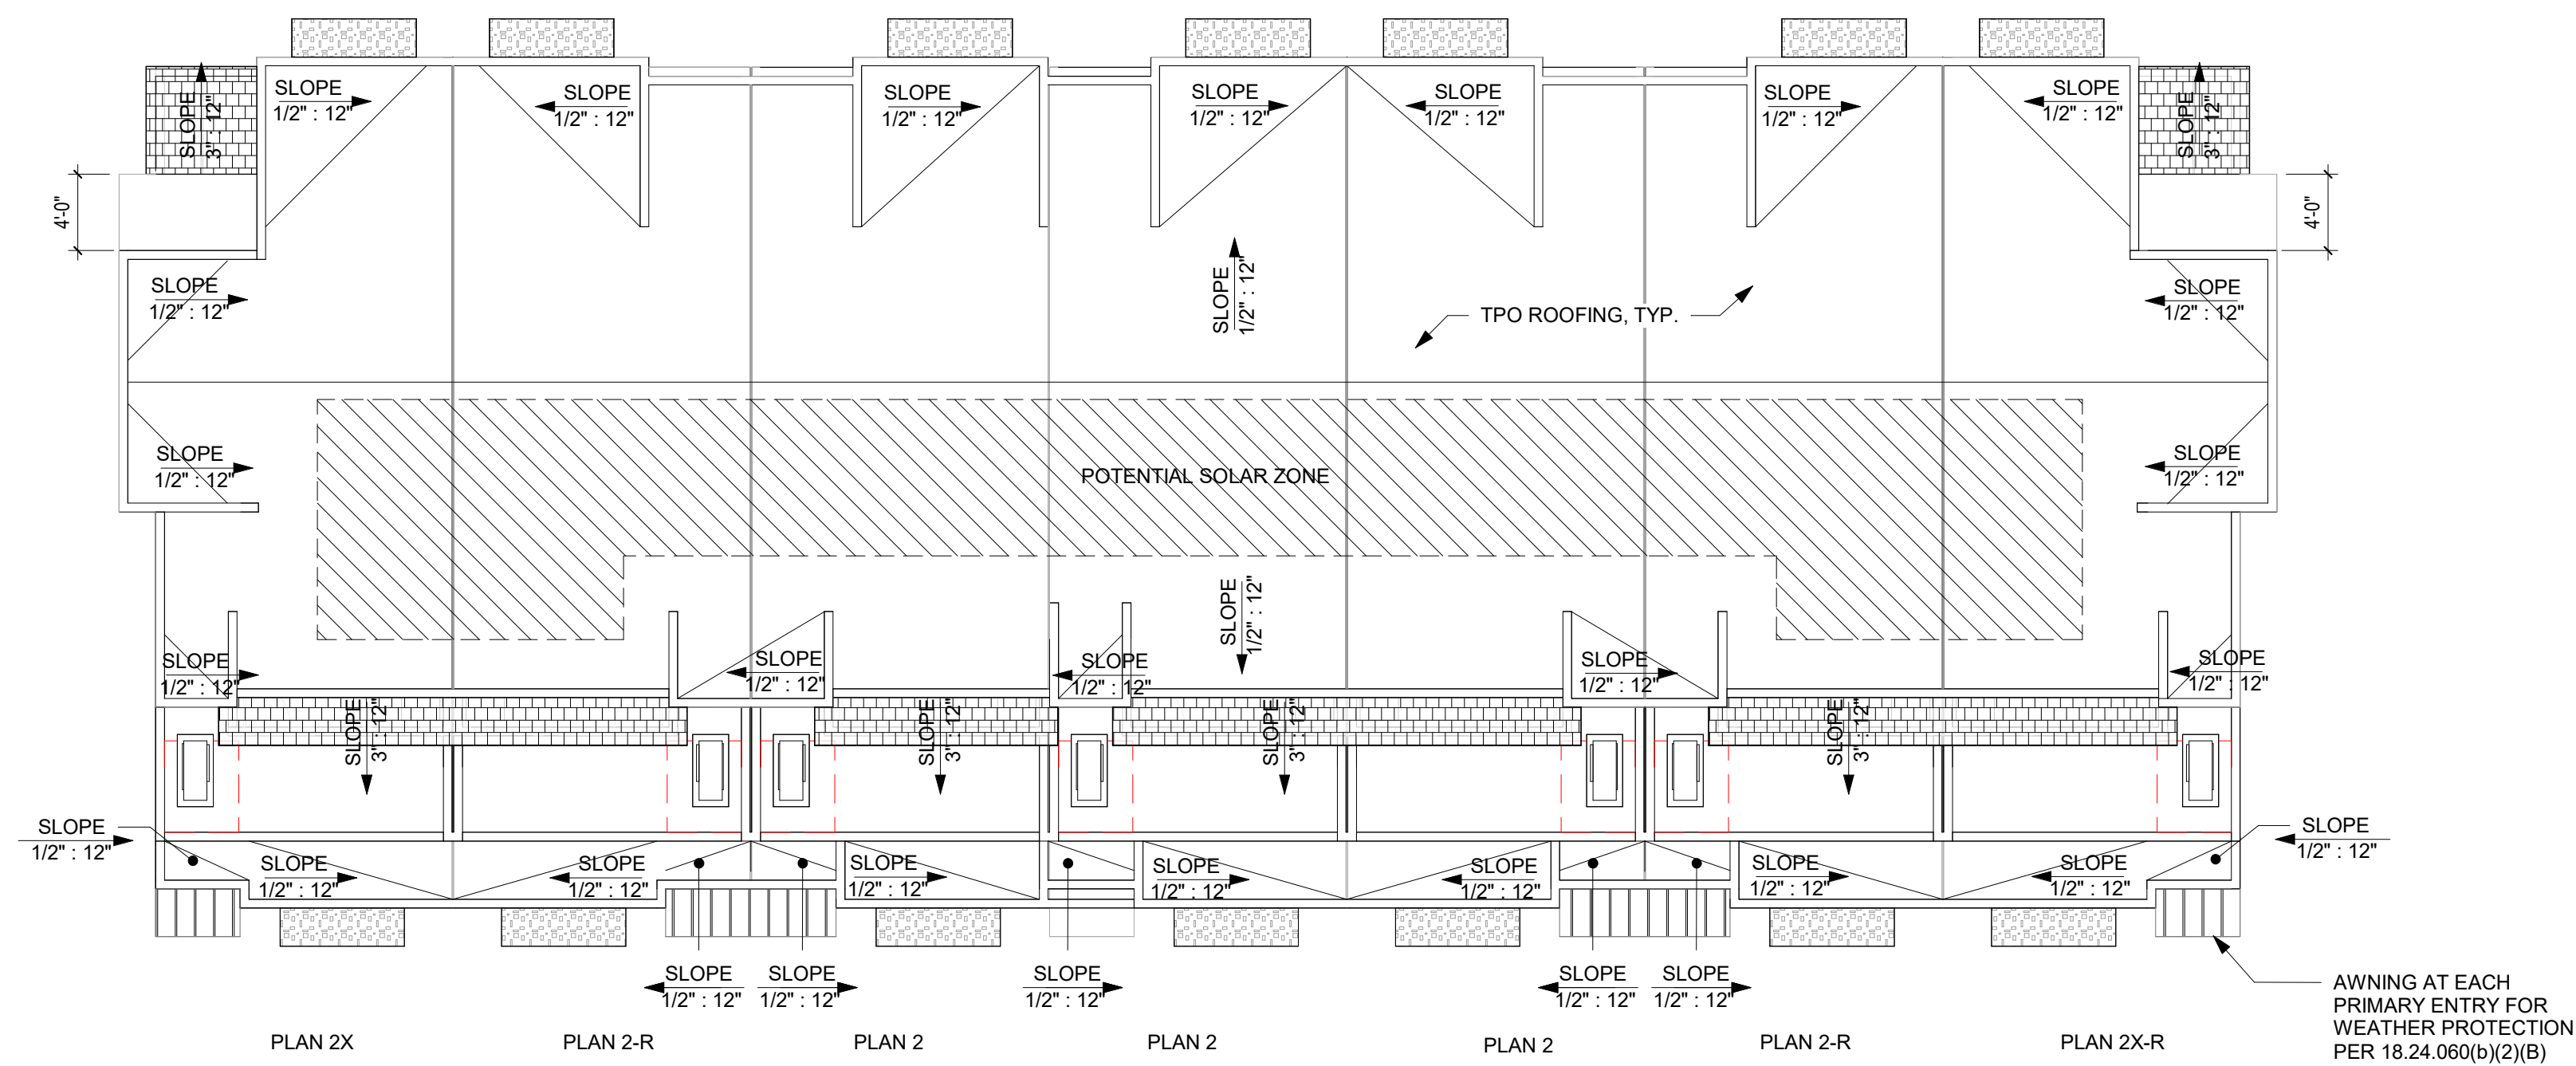 SLOPE
3" : 12"
SLOPE
1/2" : 12"
SLOPE
1/2" : 12"
SLOPE
1/2" : 12"
SLOPE
1/2" : 12"
SLOPE
1/2" : 12"
SLOPE
1/2" : 12"
SLOPE
1/2" : 12"
SLOPE
3" : 12"
4'-0"
4'-0"
SLOPE
1/2" : 12"
SLOPE
1/2" : 12"
TPO ROOFING, TYP.
SLOPE
1/2" : 12"
SLOPE
1/2" : 12"
POTENTIAL SOLAR ZONE
SLOPE
1/2" : 12"
SLOPE
1/2" : 12"
SLOPE
1/2" : 12"
SLOPE
1/2" : 12"
SLOPE
1/2" : 12"
SLOPE
1/2" : 12"
SLOPE
1/2" : 12"
SLOPE
3" : 12"
SLOPE
3" : 12"
SLOPE
3" : 12"
SLOPE
3" : 12"
SLOPE
1/2" : 12"
SLOPE
1/2" : 12"
SLOPE
1/2" : 12"
SLOPE
1/2" : 12"
SLOPE
1/2" : 12"
SLOPE
1/2" : 12"
SLOPE
1/2" : 12"
SLOPE
1/2" : 12"
SLOPE
1/2" : 12"
SLOPE
1/2" : 12"
SLOPE
1/2" : 12"
SLOPE
1/2" : 12"
SLOPE
1/2" : 12"
SLOPE
1/2" : 12"
AWNING AT EACH
PRIMARY ENTRY FOR
WEATHER PROTECTION
PER 18.24.060(b)(2)(B)
PLAN 2X
PLAN 2-R
PLAN 2
PLAN 2
PLAN 2
PLAN 2-R
PLAN 2X-R